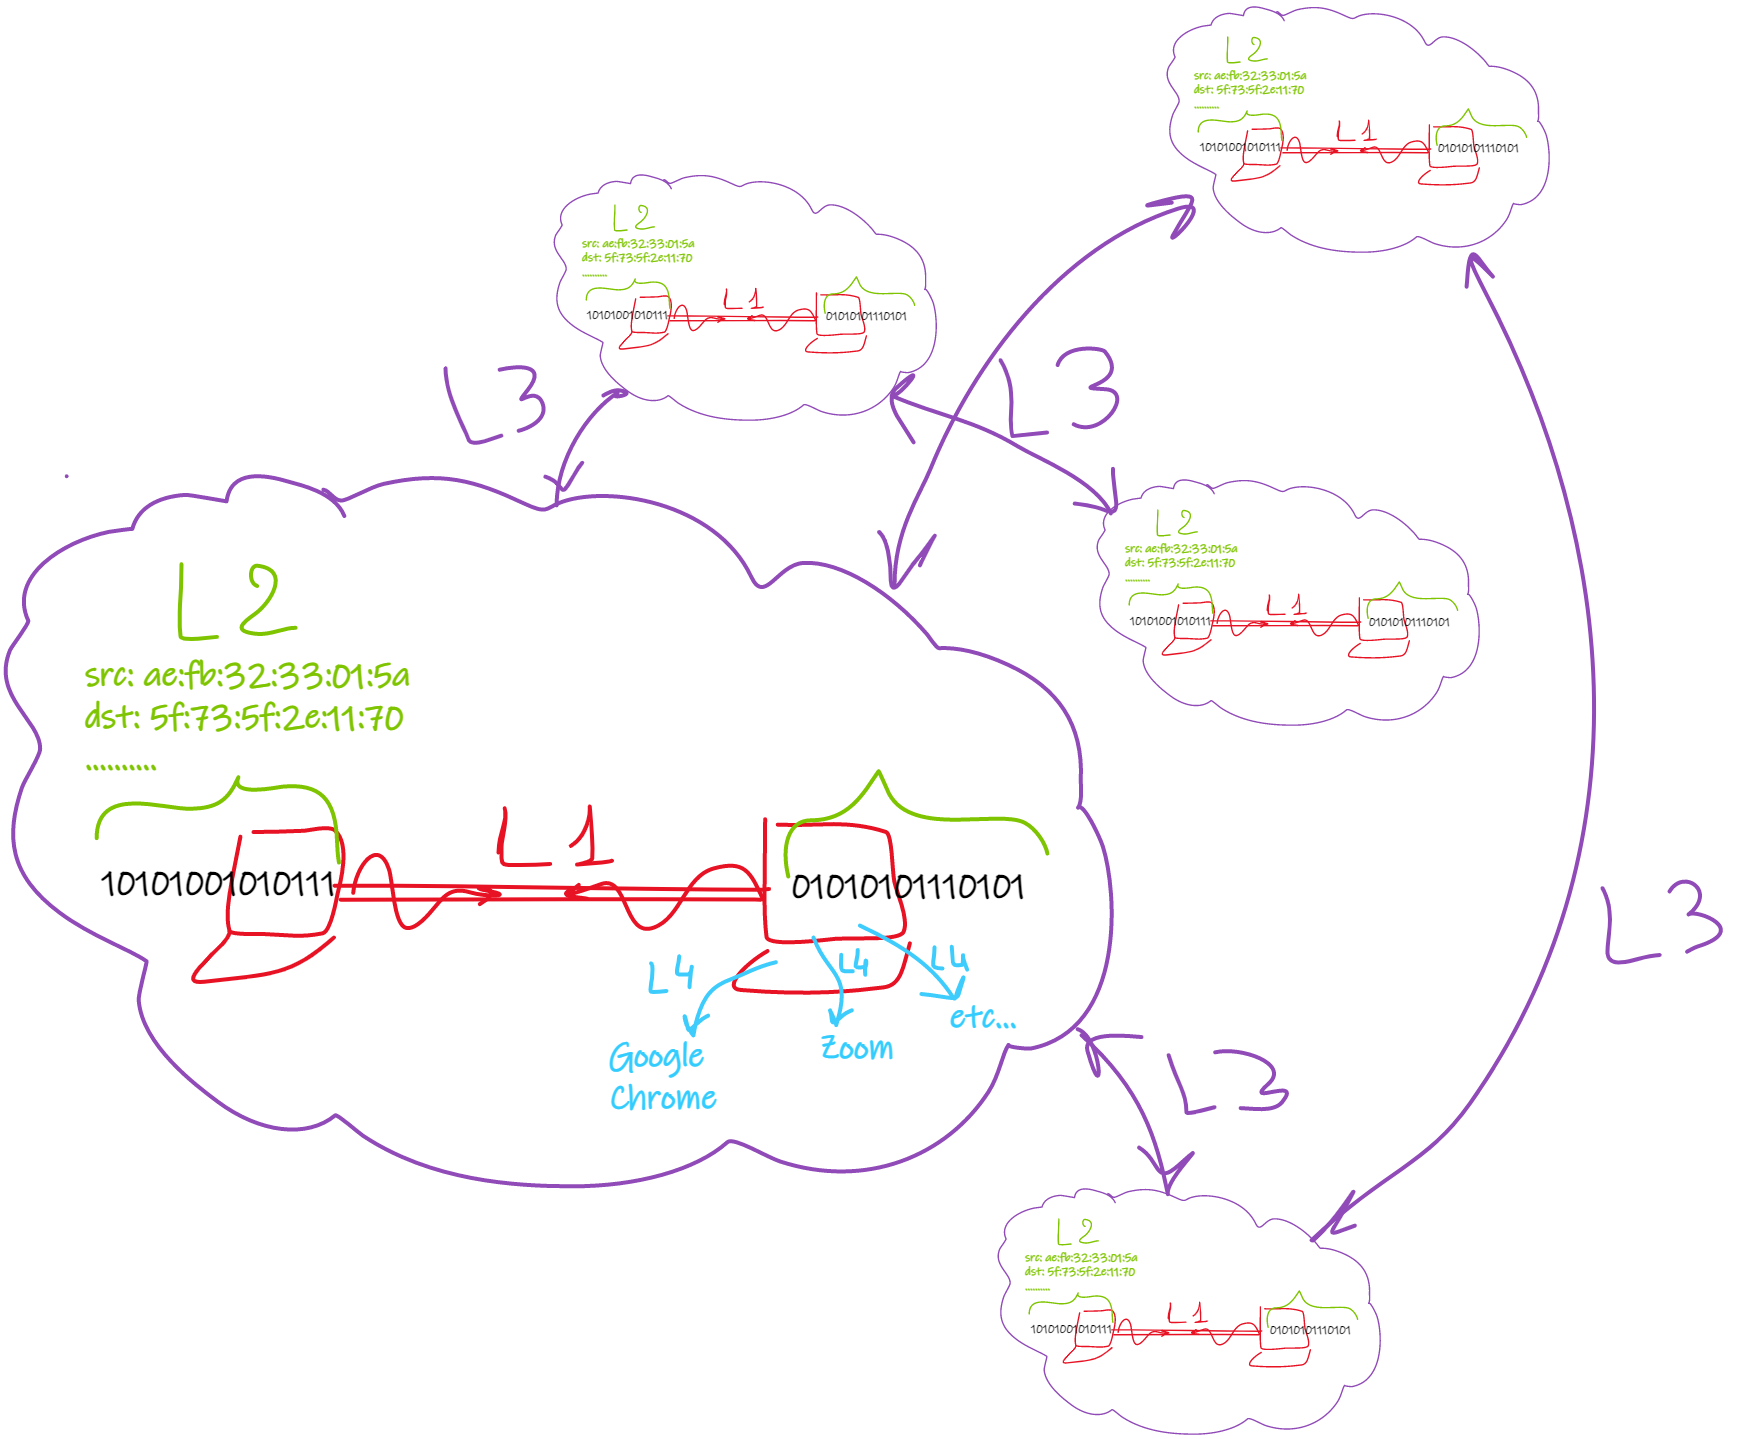 L2
src: ae:fb:32:33:01:5a
dst: 5f:73:5f:2e:11:70
..........
L1
10101001010111
01010101110101
L2
src: ae:fb:32:33:01:5a
dst: 5f:73:5f:2e:11:70
..........
L1
10101001010111
01010101110101
L3
L3
L2
src: ae:fb:32:33:01:5a
dst: 5f:73:5f:2e:11:70
..........
L1
10101001010111
01010101110101
L2
src: ae:fb:32:33:01:5a
dst: 5f:73:5f:2e:11:70
..........
L1
10101001010111
01010101110101
L4
L4
L4
Google
Chrome
Zoom
etc...
L3
L3
L2
src: ae:fb:32:33:01:5a
dst: 5f:73:5f:2e:11:70
..........
L1
10101001010111
01010101110101